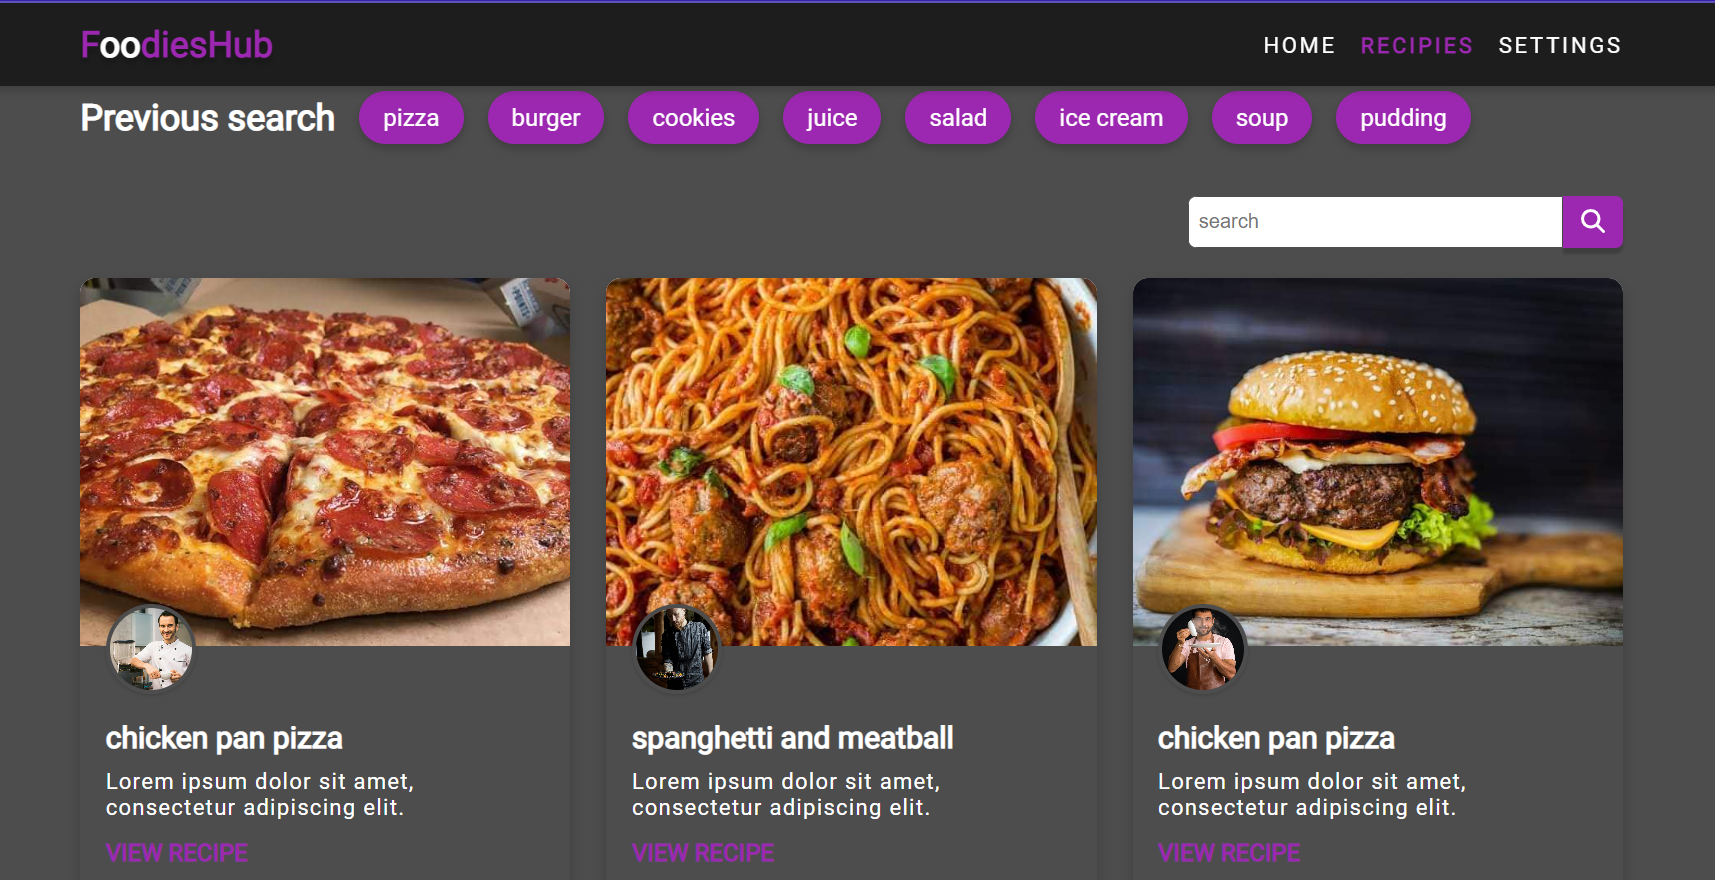 FoodiesHub
HOME RECIPIES SETTINGS
Previous search pizza burger cookies juice salad ice cream soup pudding
search
chicken pan pizza
Lorem ipsum dolor sit amet,
consectetur adipiscing elit.
VIEW RECIPE
spaghetti and meatball
Lorem ipsum dolor sit amet,
consectetur adipiscing elit.
VIEW RECIPE
chicken pan pizza
Lorem ipsum dolor sit amet,
consectetur adipiscing elit.
VIEW RECIPE